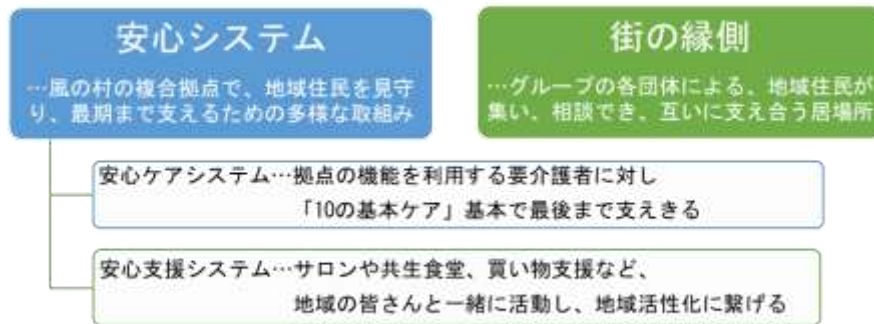 安心システム
…風の村の複合拠点で、地域住民を見守
り、最期まで支えるための多様な取組み
街の縁側
…グループの各団体による、地域住民が
集い、相談でき、互いに支え合う居場所
安心ケアシステム…拠点の機能を利用する要介護者に対し
「10の基本ケア」基本で最後まで支えきる
安心支援システム…サロンや共生食堂、買い物支援など、
地域の皆さんと一緒に活動し、地域活性化に繋げる